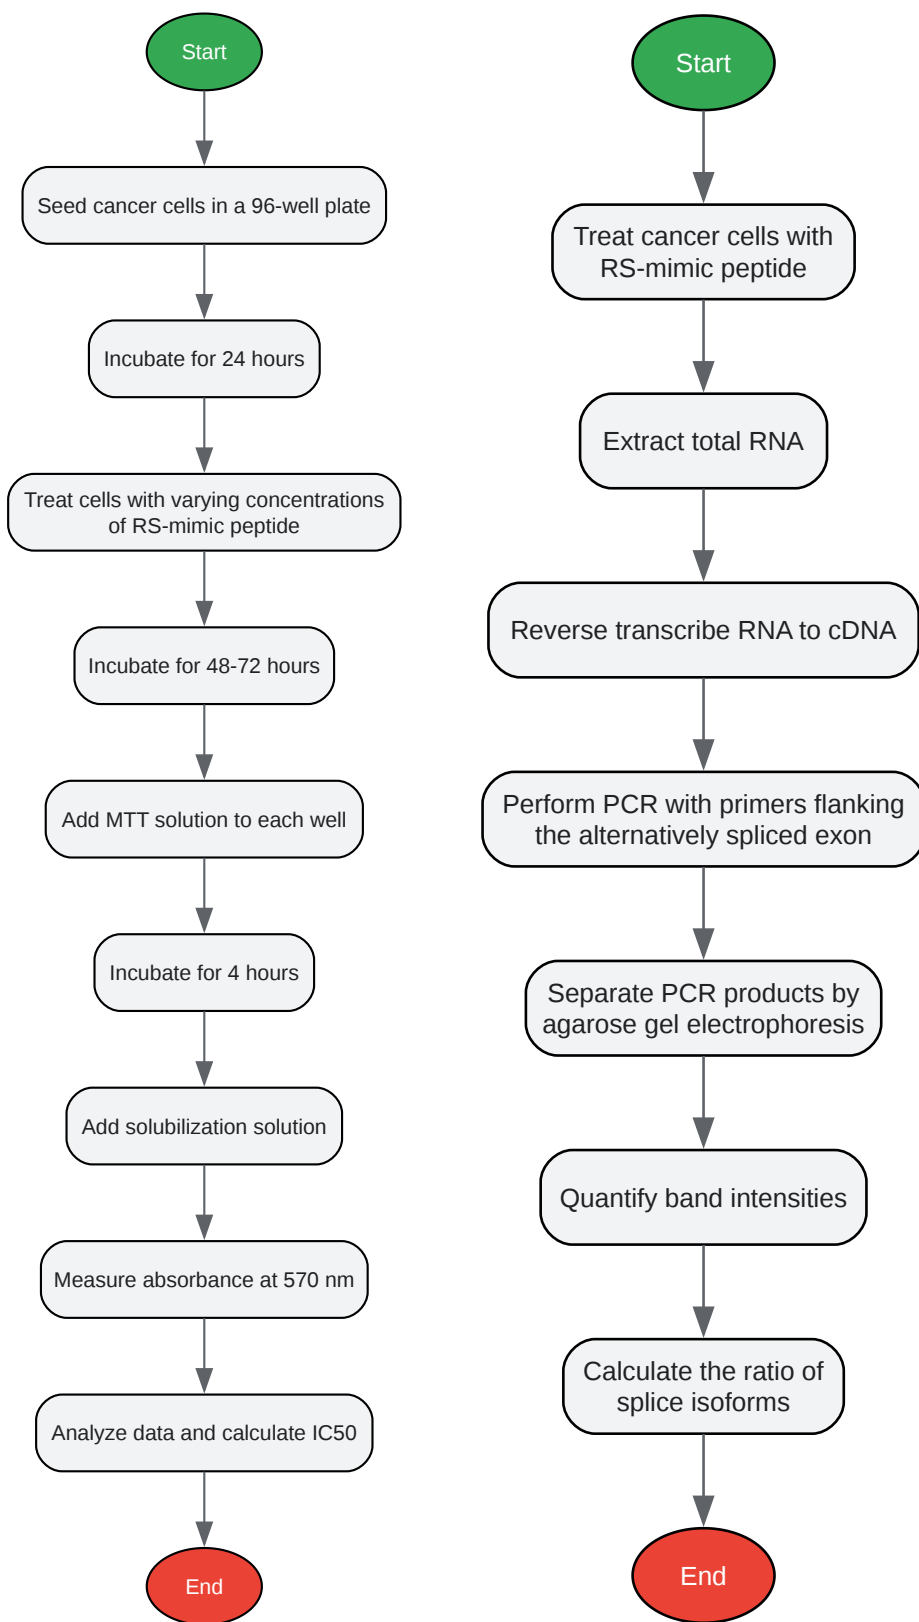 Start
Seed cancer cells in a 96-well plate
Incubate for 24 hours
Treat cells with varying concentrations
of RS-mimic peptide
Incubate for 48-72 hours
Add MTT solution to each well
Incubate for 4 hours
Add solubilization solution
Measure absorbance at 570 nm
Analyze data and calculate IC50
End
Start
Treat cancer cells with
RS-mimic peptide
Extract total RNA
Reverse transcribe RNA to cDNA
Perform PCR with primers flanking
the alternatively spliced exon
Separate PCR products by
agarose gel electrophoresis
Quantify band intensities
Calculate the ratio of
splice isoforms
End